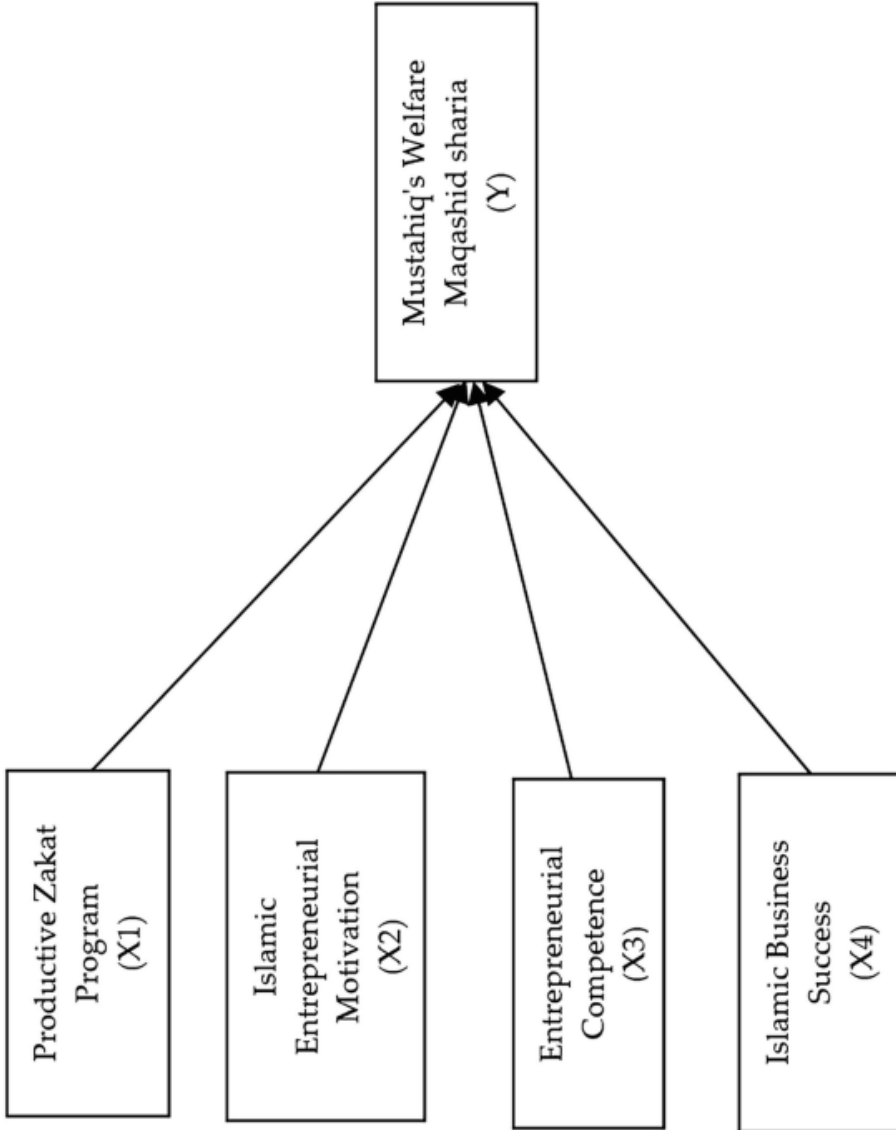 Productive Zakat
Program
(X1)
Islamic
Entrepreneurial
Motivation
(X2)
Entrepreneurial
Competence
(X3)
Islamic Business
Success
(X4)
Mustahiq's Welfare
Maqashid sharia
(Y)